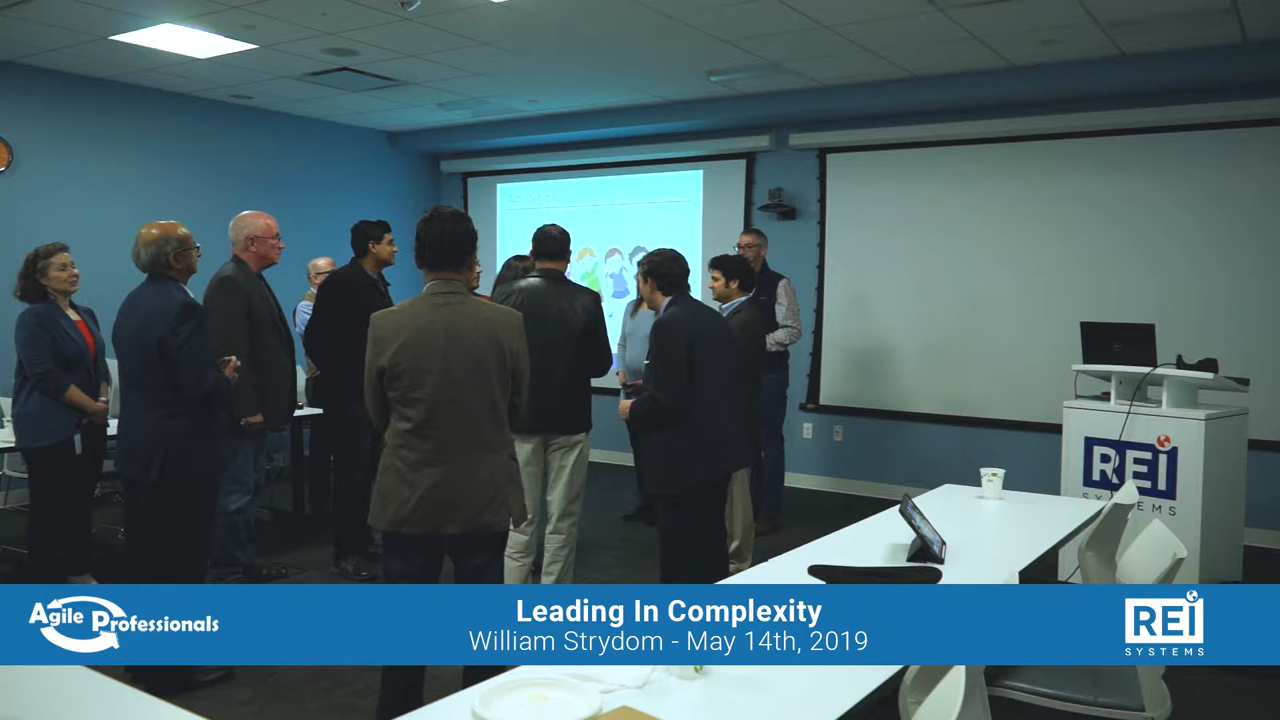 REI
SYSTEMS
Agile Professionals
Leading In Complexity
William Strydom - May 14th, 2019
REI
SYSTEMS